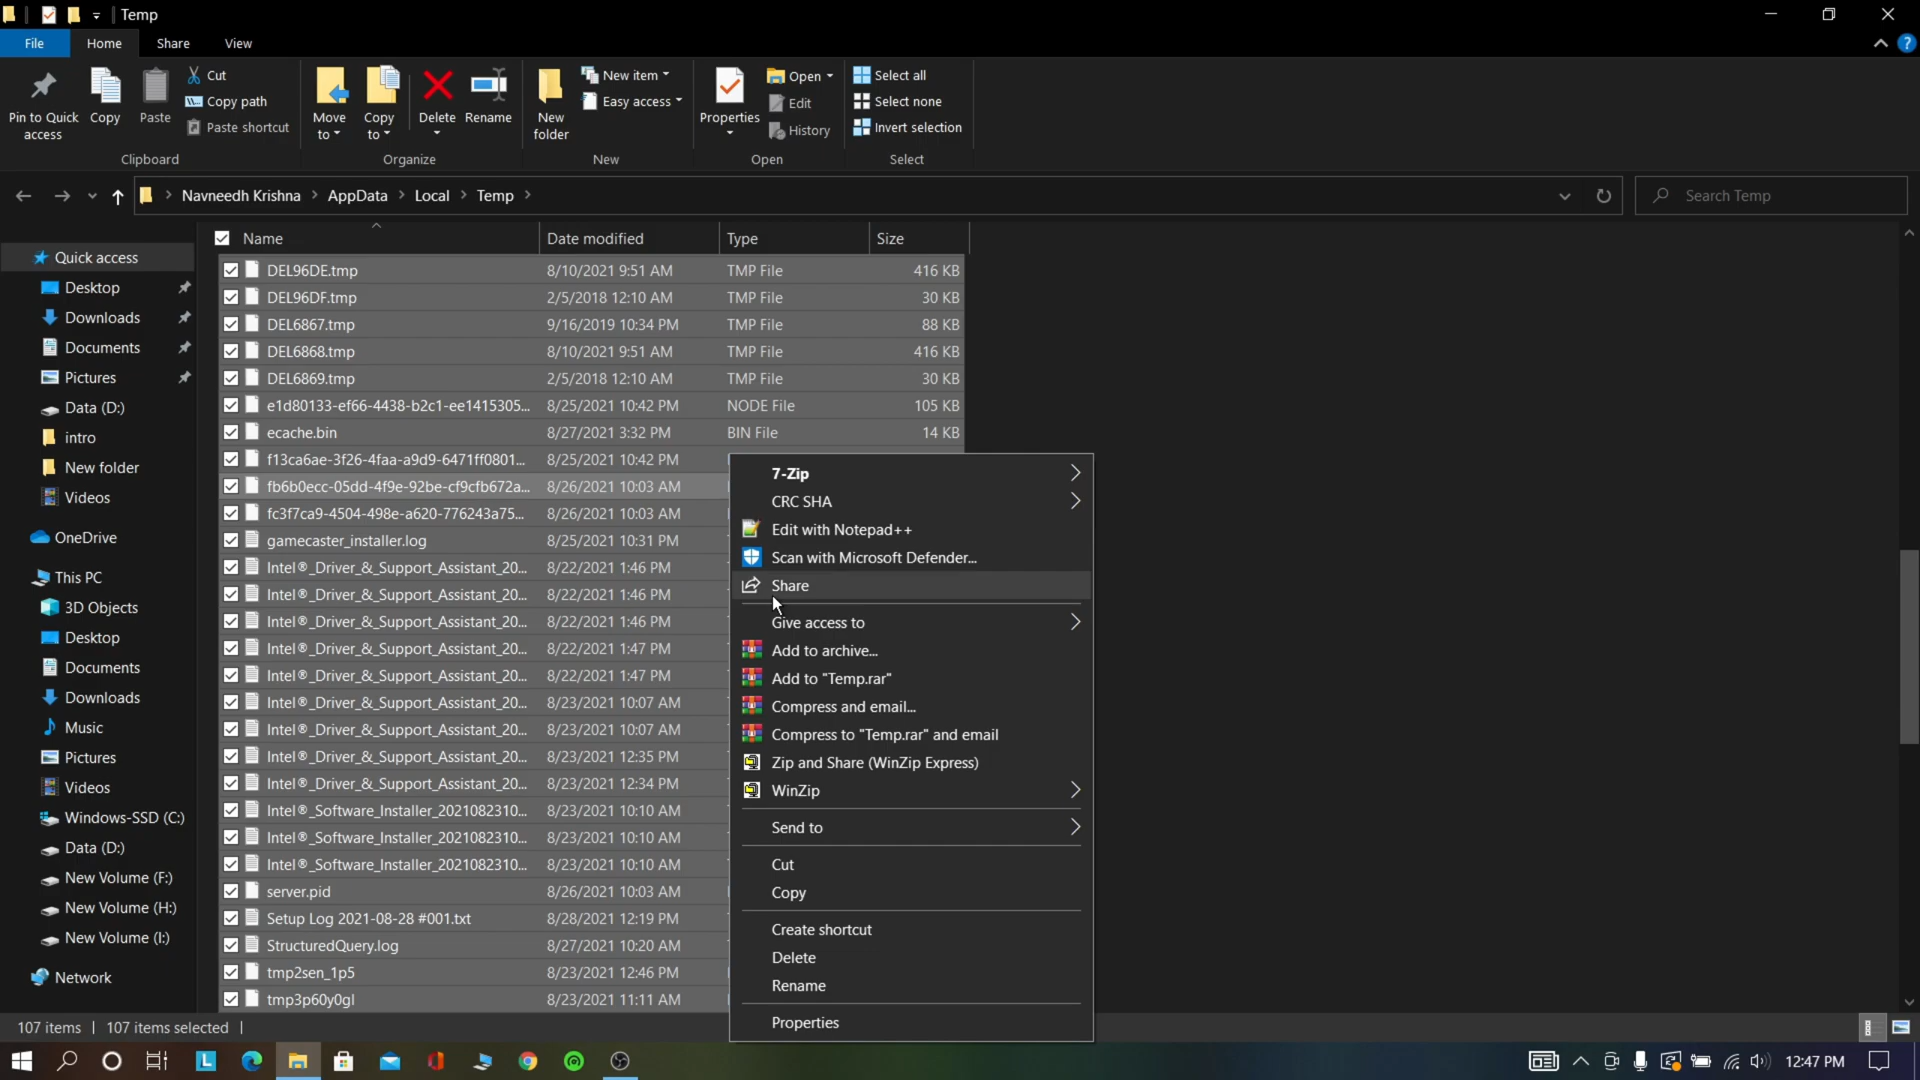 Temp
File Home Share View
Pin to Quick access
Copy
Paste
Cut
Copy path
Paste shortcut
Clipboard
Move to
Copy to
Delete
Rename
Organize
New folder
New item
Easy access
New
Properties
Open
Edit
History
Open
Select all
Select none
Invert selection
Select
Navneedh Krishna > AppData > Local > Temp >
Search Temp
Quick access
Desktop
Downloads
Documents
Pictures
Data (D:)
intro
New folder
Videos
OneDrive
This PC
3D Objects
Desktop
Documents
Downloads
Music
Pictures
Videos
Windows-SSD (C:)
Data (D:)
New Volume (F:)
New Volume (H:)
New Volume (I:)
Network
Name Date modified Type Size
DEL96DE.tmp 8/10/2021 9:51 AM TMP File 416 KB
DEL96DF.tmp 2/5/2018 12:10 AM TMP File 30 KB
DEL6867.tmp 9/16/2019 10:34 PM TMP File 88 KB
DEL6868.tmp 8/10/2021 9:51 AM TMP File 416 KB
DEL6869.tmp 2/5/2018 12:10 AM TMP File 30 KB
e1d80133-ef66-4438-b2c1-ee1415305... 8/25/2021 10:42 PM NODE File 105 KB
ecache.bin 8/27/2021 3:32 PM BIN File 14 KB
f13ca6ae-3f26-4faa-a9d9-6471ff0801... 8/25/2021 10:42 PM
fb6b0ecc-05dd-4f9e-92be-cf9cfb672a... 8/26/2021 10:03 AM
fc3f7ca9-4504-498e-a620-776243a75... 8/26/2021 10:03 AM
gamecaster_installer.log 8/25/2021 10:31 PM
Intel®_Driver_&_Support_Assistant_20... 8/22/2021 1:46 PM
Intel®_Driver_&_Support_Assistant_20... 8/22/2021 1:46 PM
Intel®_Driver_&_Support_Assistant_20... 8/22/2021 1:46 PM
Intel®_Driver_&_Support_Assistant_20... 8/22/2021 1:47 PM
Intel®_Driver_&_Support_Assistant_20... 8/22/2021 1:47 PM
Intel®_Driver_&_Support_Assistant_20... 8/23/2021 10:07 AM
Intel®_Driver_&_Support_Assistant_20... 8/23/2021 10:07 AM
Intel®_Driver_&_Support_Assistant_20... 8/23/2021 12:35 PM
Intel®_Driver_&_Support_Assistant_20... 8/23/2021 12:34 PM
Intel®_Software_Installer_2021082310... 8/23/2021 10:10 AM
Intel®_Software_Installer_2021082310... 8/23/2021 10:10 AM
Intel®_Software_Installer_2021082310... 8/23/2021 10:10 AM
server.pid 8/26/2021 10:03 AM
Setup Log 2021-08-28 #001.txt 8/28/2021 12:19 PM
StructuredQuery.log 8/27/2021 10:20 AM
tmp2sen_1p5 8/23/2021 12:46 PM
tmp3p60y0gl 8/23/2021 11:11 AM
7-Zip
CRC SHA
Edit with Notepad++
Scan with Microsoft Defender...
Share
Give access to
Add to archive...
Add to "Temp.rar"
Compress and email...
Compress to "Temp.rar" and email
Zip and Share (WinZip Express)
WinZip
Send to
Cut
Copy
Create shortcut
Delete
Rename
Properties
107 items 107 items selected
12:47 PM